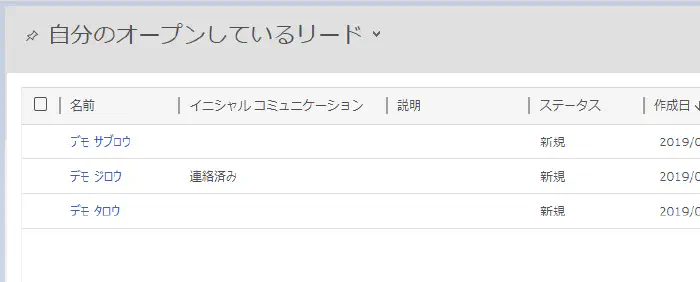 自分のオープンしているリード
名前 イニシャル コミュニケーション 説明 ステータス 作成日
デモ サブロウ 新規 2019/0
デモ ジロウ 連絡済み 新規 2019/0
デモ タロウ 新規 2019/0